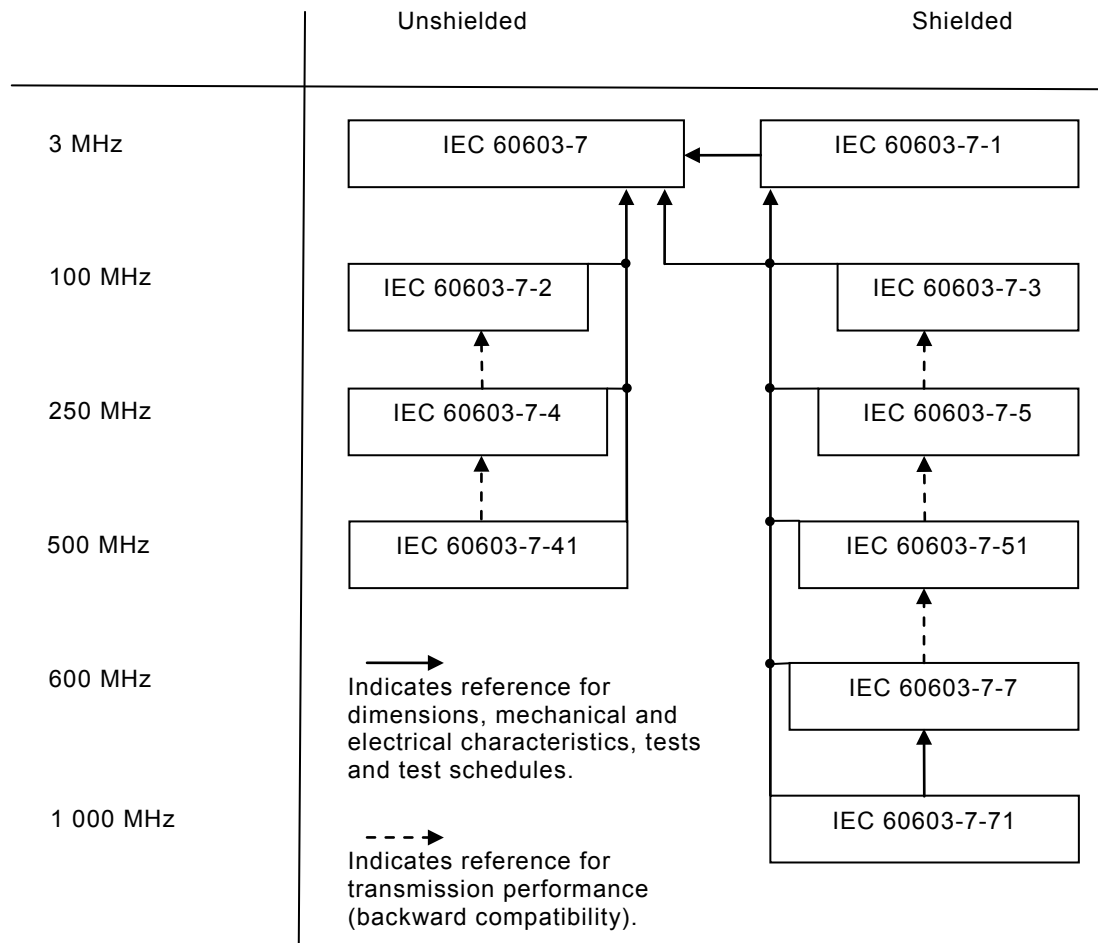 Unshielded Shielded
3 MHz IEC 60603-7 IEC 60603-7-1
100 MHz IEC 60603-7-2 IEC 60603-7-3
250 MHz IEC 60603-7-4 IEC 60603-7-5
500 MHz IEC 60603-7-41 IEC 60603-7-51
600 MHz IEC 60603-7-7
Indicates reference for
dimensions, mechanical and
electrical characteristics, tests
and test schedules.
1 000 MHz IEC 60603-7-71
Indicates reference for
transmission performance
(backward compatibility).